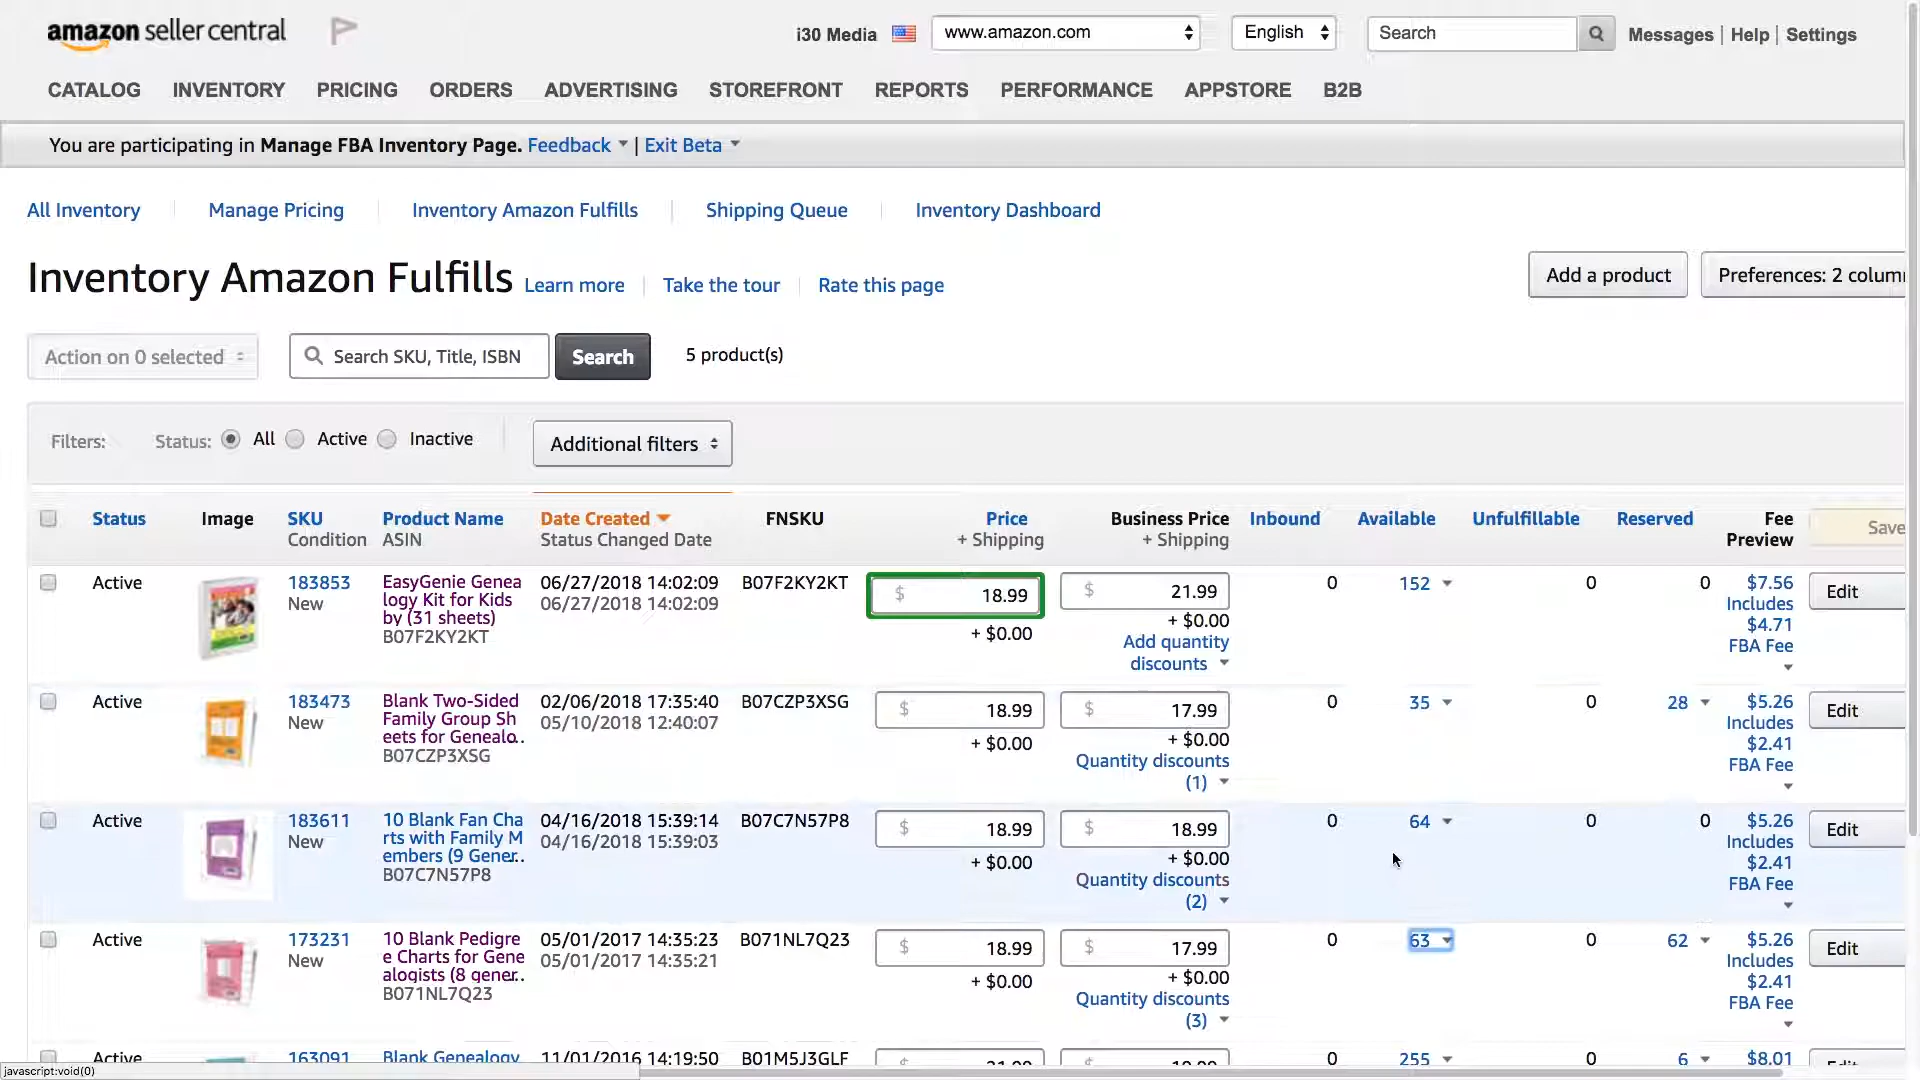 amazon seller central
i30 Media
www.amazon.com
English
Search
Messages | Help | Settings
CATALOG INVENTORY PRICING ORDERS ADVERTISING STOREFRONT REPORTS PERFORMANCE APPSTORE B2B
You are participating in Manage FBA Inventory Page. Feedback | Exit Beta
All Inventory Manage Pricing Inventory Amazon Fulfills Shipping Queue Inventory Dashboard
Inventory Amazon Fulfills Learn more Take the tour Rate this page
Add a product
Preferences: 2 colum
Action on 0 selected
Search SKU, Title, ISBN
Search
5 product(s)
Filters: Status: All Active Inactive
Additional filters
Status
Image
SKU
Condition
Product Name
ASIN
Date Created
Status Changed Date
FNSKU
Price
+ Shipping
Business Price
+ Shipping
Inbound
Available
Unfulfillable
Reserved
Fee
Preview
Save
Active
183853
New
EasyGenie Genea
logy Kit for Kids
by (31 sheets)
B07F2KY2KT
06/27/2018 14:02:09
06/27/2018 14:02:09
B07F2KY2KT
$ 18.99
+ $0.00
$ 21.99
+ $0.00
Add quantity
discounts
0
152
0
0
$7.56
Includes
$4.71
FBA Fee
Edit
Active
183473
New
Blank Two-Sided
Family Group Sh
eets for Genealo..
B07CZP3XSG
02/06/2018 17:35:40
05/10/2018 12:40:07
B07CZP3XSG
$ 18.99
+ $0.00
$ 17.99
+ $0.00
Quantity discounts
(1)
0
35
0
28
$5.26
Includes
$2.41
FBA Fee
Edit
Active
183611
New
10 Blank Fan Cha
rts with Family M
embers (9 Gener..
B07C7N57P8
04/16/2018 15:39:14
04/16/2018 15:39:03
B07C7N57P8
$ 18.99
+ $0.00
$ 18.99
+ $0.00
Quantity discounts
(2)
0
64
0
0
$5.26
Includes
$2.41
FBA Fee
Edit
Active
173231
New
10 Blank Pedigre
e Charts for Gene
alogists (8 gener..
B071NL7Q23
05/01/2017 14:35:23
05/01/2017 14:35:21
B071NL7Q23
$ 18.99
+ $0.00
$ 17.99
+ $0.00
Quantity discounts
(3)
0
63
0
62
$5.26
Includes
$2.41
FBA Fee
Edit
Active
163091
Blank Genealogy
11/01/2016 14:19:50
B01M5J3GLF
0
255
0
6
$8.01
Edit
javascript:void(0)